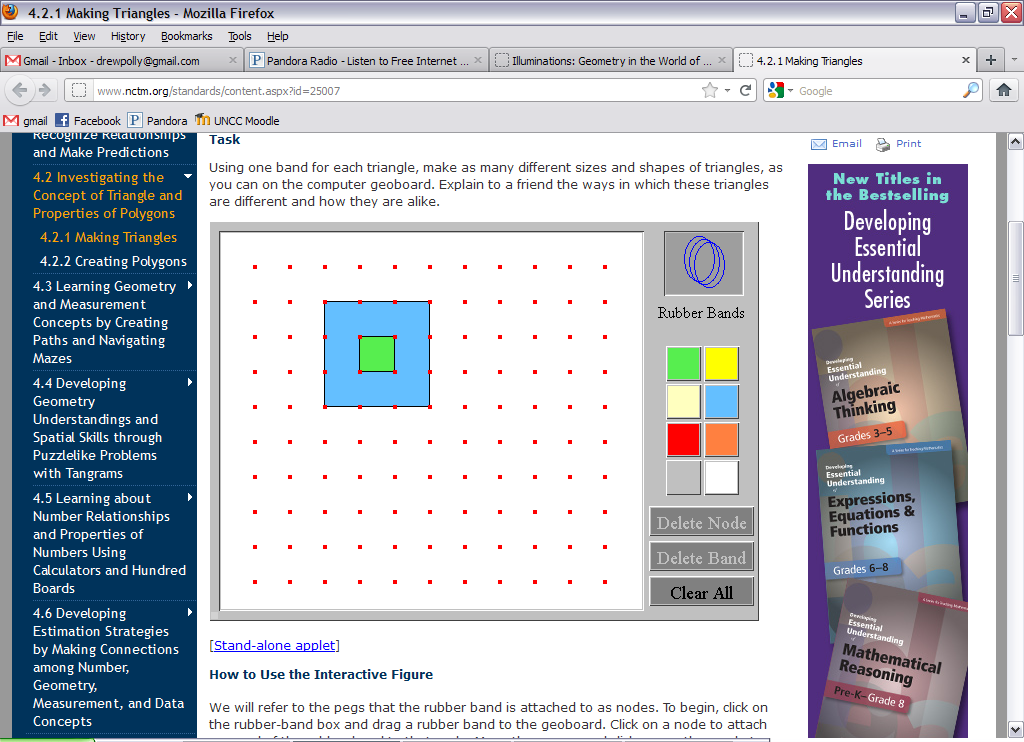 4.2.1 Making Triangles - Mozilla Firefox
File Edit View History Bookmarks Tools Help
Gmail - Inbox - drewpolly@gmail.com
Pandora Radio - Listen to Free Internet ...
Illuminations: Geometry in the World of ...
4.2.1 Making Triangles
www.nctm.org/standards/content.aspx?id=25007
Google
gmail Facebook Pandora UNCC Moodle
Recognize Relationships
and Make Predictions
4.2 Investigating the
Concept of Triangle and
Properties of Polygons
4.2.1 Making Triangles
4.2.2 Creating Polygons
4.3 Learning Geometry
and Measurement
Concepts by Creating
Paths and Navigating
Mazes
4.4 Developing
Geometry
Understandings and
Spatial Skills through
Puzzlelike Problems
with Tangrams
4.5 Learning about
Number Relationships
and Properties of
Numbers Using
Calculators and Hundred
Boards
4.6 Developing
Estimation Strategies
by Making Connections
among Number,
Geometry,
Measurement, and Data
Concepts
Task
Using one band for each triangle, make as many different sizes and shapes of triangles, as
you can on the computer geoboard. Explain to a friend the ways in which these triangles
are different and how they are alike.
Rubber Bands
Delete Node
Delete Band
Clear All
[Stand-alone applet]
How to Use the Interactive Figure
We will refer to the pegs that the rubber band is attached to as nodes. To begin, click on
the rubber-band box and drag a rubber band to the geoboard. Click on a node to attach
Email Print
New Titles in
the Bestselling
Developing
Essential
Understanding
Series
Developing
Essential
Understanding
of
Algebraic
Thinking
Grades 3–5
Developing
Essential
Understanding
of
Expressions,
Equations &
Functions
Grades 6–8
Developing
Essential
Understanding
of
Mathematical
Reasoning
Pre-K–Grade 8